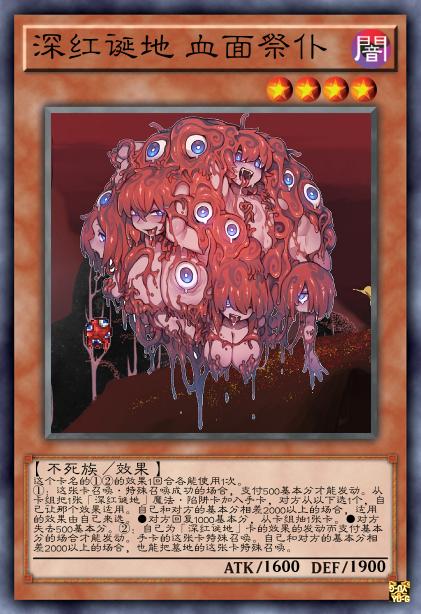 深红诞地 血面祭仆
闇
【 不死族／效果 】
这个卡名的①②的效果1回合各能使用1次。
①：这张卡召唤·特殊召唤成功的场合，支付500基本分才能发动。从
卡组把1张「深红诞地」魔法·陷阱卡加入手卡，对方从以下选1个，自
己让那个效果适用。自己和对方的基本分相差2000以上的场合，适用
的效果由自己来选。●对方回复1000基本分，从卡组抽1张卡。●对方
失去500基本分。②：自己为「深红诞地」卡的效果的发动而支付基本
分的场合才能发动。手卡的这张卡特殊召唤。自己和对方的基本分相
差2000以上的场合，也能把墓地的这张卡特殊召唤。
ATK/1600 DEF/1900